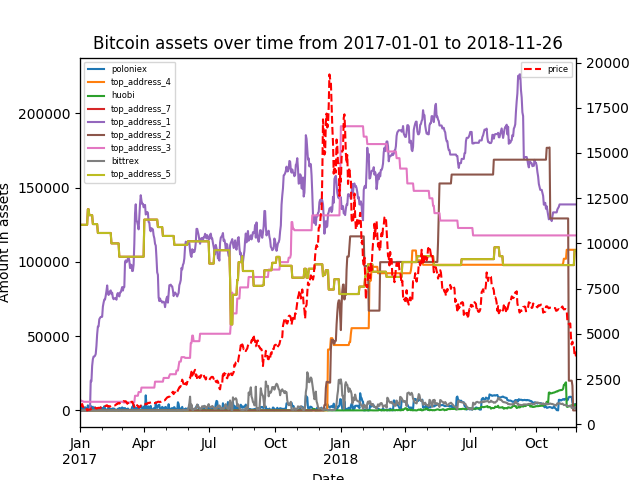 Bitcoin assets over time from 2017-01-01 to 2018-11-26
poloniex
top_address_4
huobi
top_address_7
top_address_1
top_address_2
top_address_3
bittrex
top_address_5
price
200000
150000
100000
50000
0
Amount in assets
20000
17500
15000
12500
10000
7500
5000
2500
0
Jan Apr Jul Oct Jan Apr Jul Oct
2017 2018
Date